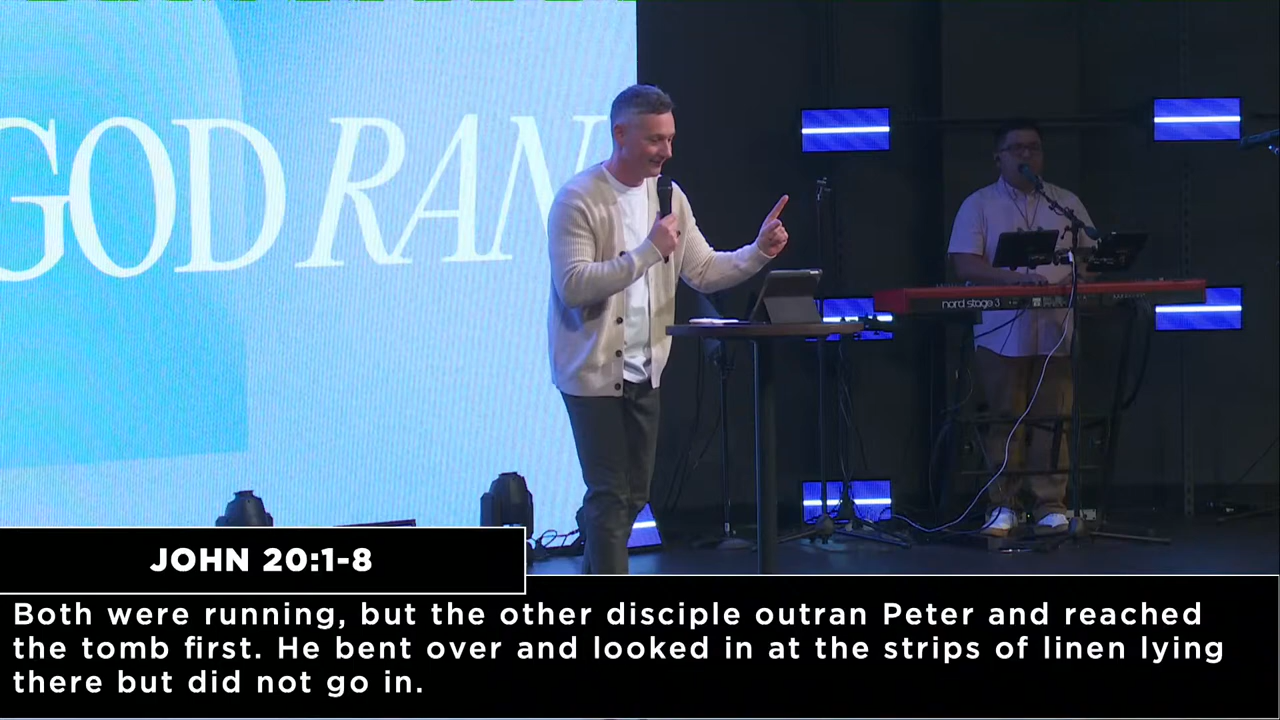 GOD RAN
nord stage 3
JOHN 20:1-8
Both were running, but the other disciple outran Peter and reached
the tomb first. He bent over and looked in at the strips of linen lying
there but did not go in.